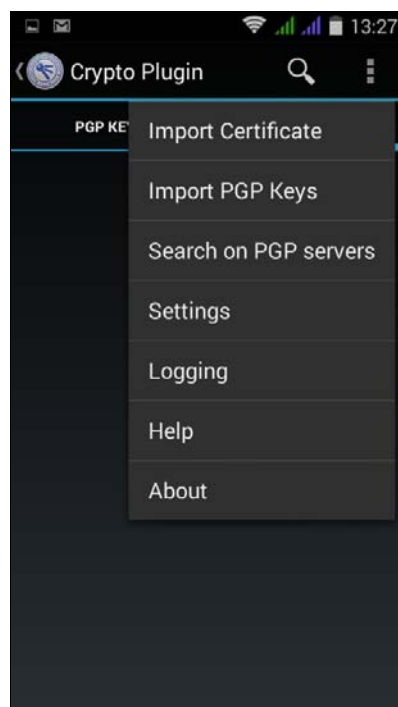 13:27
Crypto Plugin
PGP KE
Import Certificate
Import PGP Keys
Search on PGP servers
Settings
Logging
Help
About